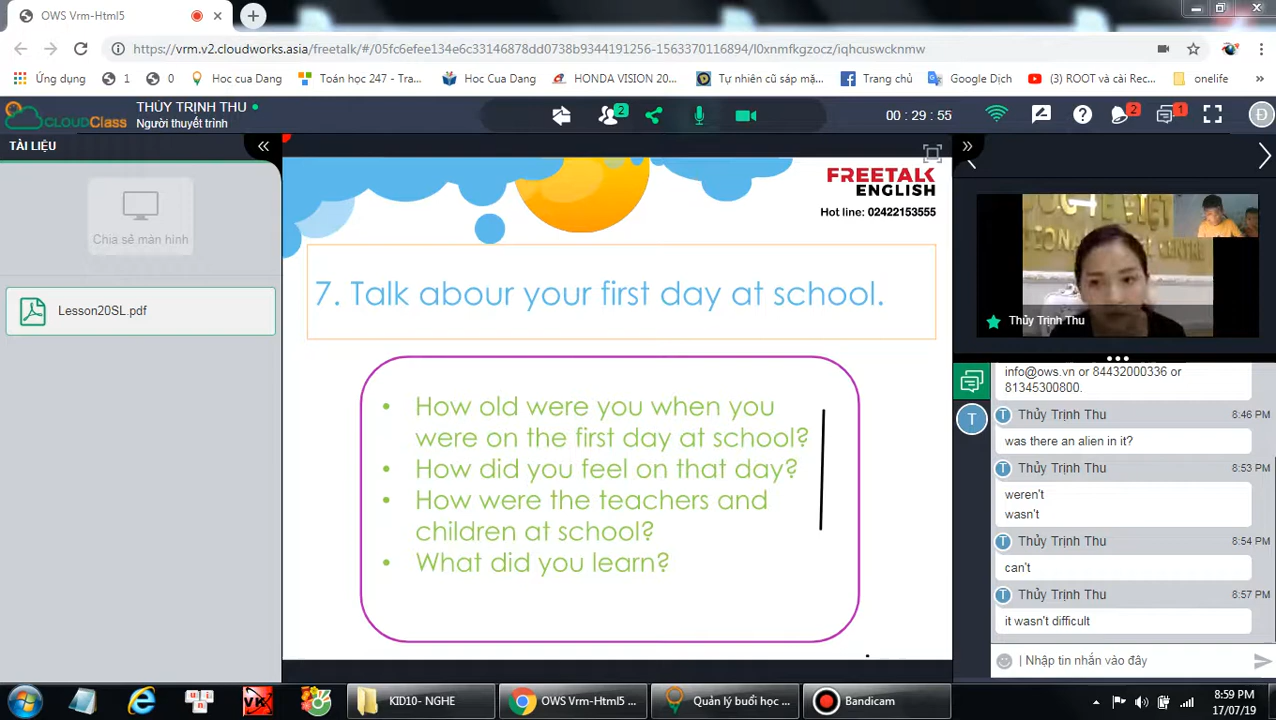 OWS Vrm-Html5
https://vrm.v2.cloudworks.asia/freetalk/#/05fc6efee134e6c33146878dd0738b9344191256-1563370116894/l0xnmfkgzocz/iqhcuswcknmw
Ứng dụng 1 0 Hoc cua Dang Toán học 247 - Tra... Học Cua Dang HONDA VISION 20... Tự nhiên cũ sáp mặ... Trang chủ Google Dịch (3) ROOT và cài Rec... onelife »
CLOUDClass
THỦY TRỊNH THU
Người thuyết trình
2
00 : 29 : 55
2
1
Đ
TÀI LIỆU
Chia sẻ màn hình
Lesson20SL.pdf
FREETALK
ENGLISH
Hot line: 02422153555
7. Talk abour your first day at school.
• How old were you when you
were on the first day at school?
• How did you feel on that day?
• How were the teachers and
children at school?
• What did you learn?
Thủy Trịnh Thu
info@ows.vn or 84432000336 or
81345300800.
T Thủy Trịnh Thu 8:46 PM
was there an alien in it?
T Thủy Trịnh Thu 8:53 PM
weren't
wasn't
T Thủy Trịnh Thu 8:54 PM
can't
T Thủy Trịnh Thu 8:57 PM
it wasn't difficult
Nhập tin nhắn vào đây
KID10- NGHE
OWS Vrm-Html5 ...
Quản lý buổi học ...
Bandicam
8:59 PM
17/07/19